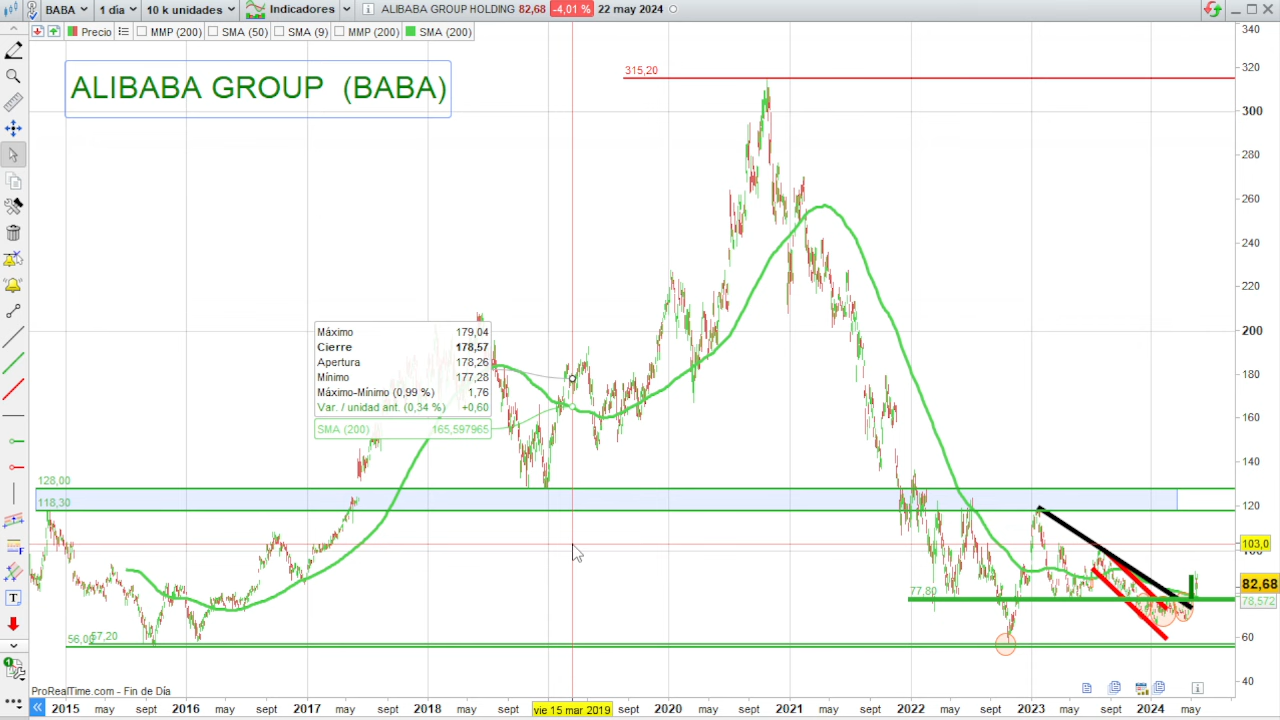 BABA 1 día 10 k unidades Indicadores ALIBABA GROUP HOLDING 82,68 -4,01 % 22 may 2024
Precio MMP (200) SMA (50) SMA (9) MMP (200) SMA (200)
ALIBABA GROUP (BABA)
315,20
340
320
300
280
260
240
220
200
180
160
140
120
100
103,0
82,68
78,572
60
40
Máximo 179,04
Cierre 178,57
Apertura 178,26
Mínimo 177,28
Máximo-Mínimo (0,99 %) 1,76
Var. / unidad ant. (0,34 %) +0,60
SMA (200) 165,597965
128,00
118,30
77,80
56,00
57,20
ProRealTime.com - Fin de Día
2015 may sept 2016 may sept 2017 may 2018 sept vie 15 mar 2019 sept 2020 may sept 2021 may sept 2022 may sept 2023 may sept 2024 may